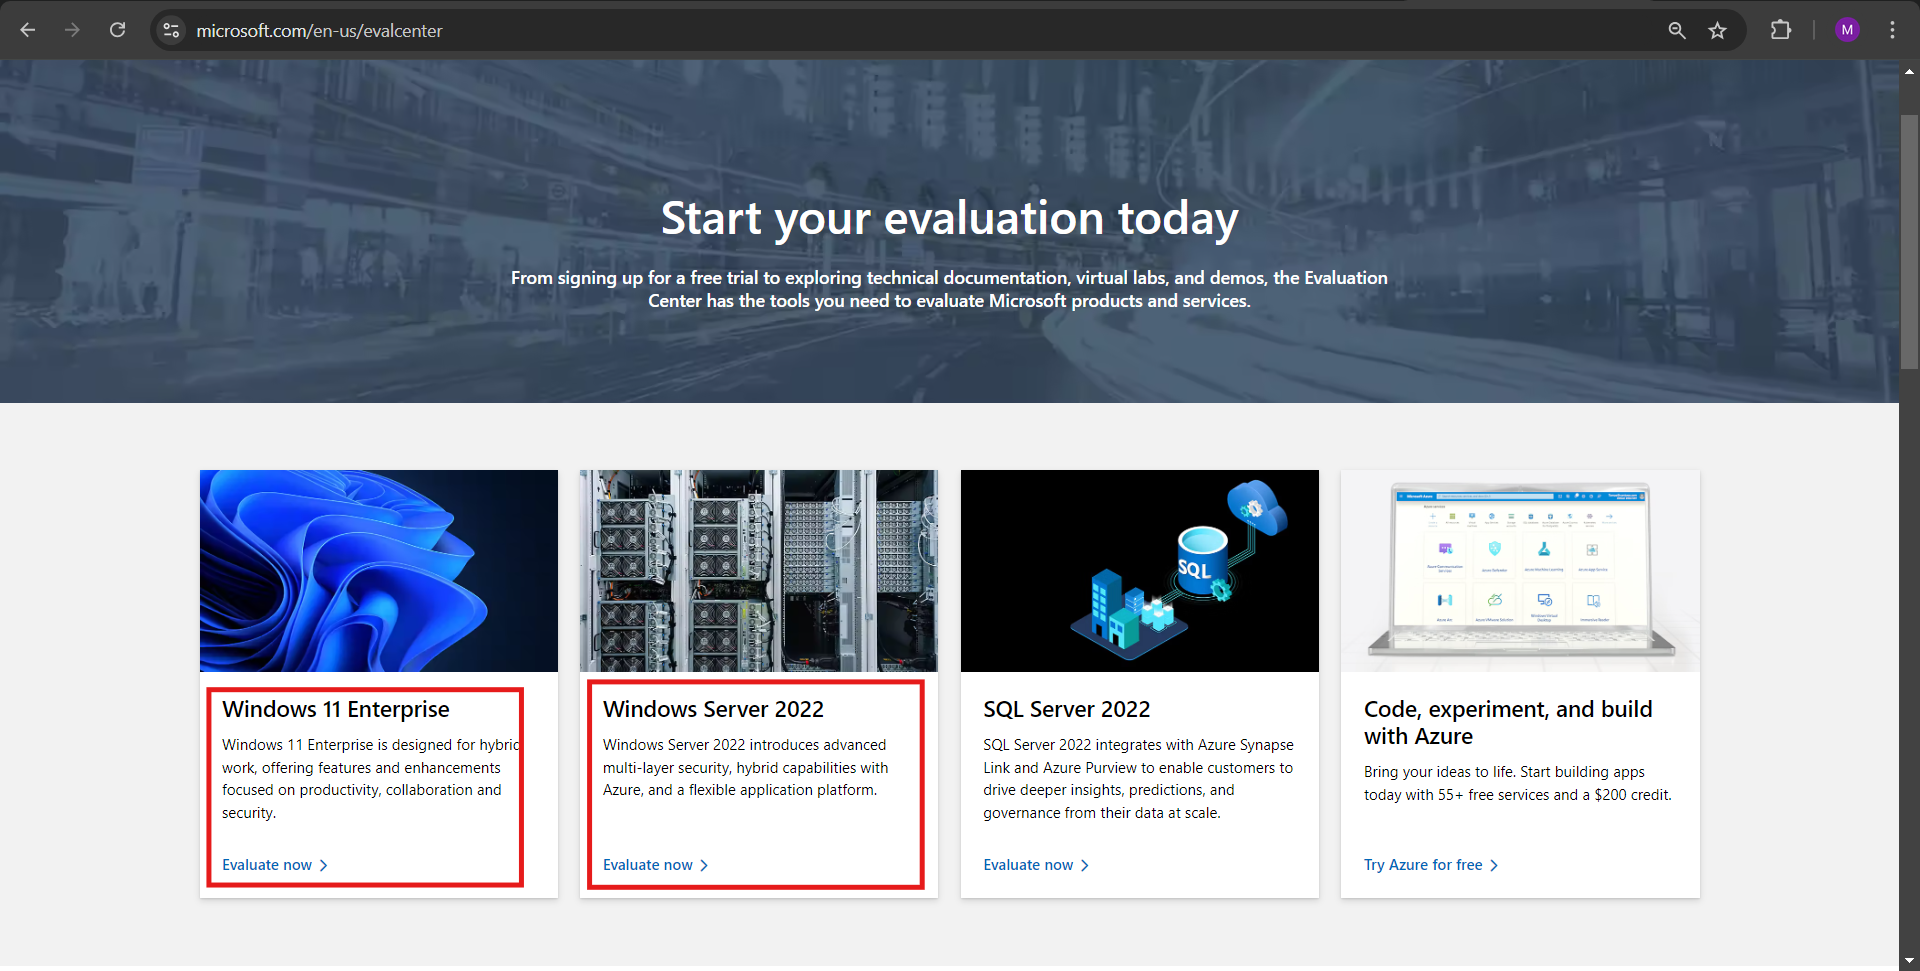 microsoft.com/en-us/evalcenter
M
Start your evaluation today
From signing up for a free trial to exploring technical documentation, virtual labs, and demos, the Evaluation
Center has the tools you need to evaluate Microsoft products and services.
SQL
Windows 11 Enterprise
Windows 11 Enterprise is designed for hybrid
work, offering features and enhancements
focused on productivity, collaboration and
security.
Evaluate now
Windows Server 2022
Windows Server 2022 introduces advanced
multi-layer security, hybrid capabilities with
Azure, and a flexible application platform.
Evaluate now
SQL Server 2022
SQL Server 2022 integrates with Azure Synapse
Link and Azure Purview to enable customers to
drive deeper insights, predictions, and
governance from their data at scale.
Evaluate now
Code, experiment, and build
with Azure
Bring your ideas to life. Start building apps
today with 55+ free services and a $200 credit.
Try Azure for free